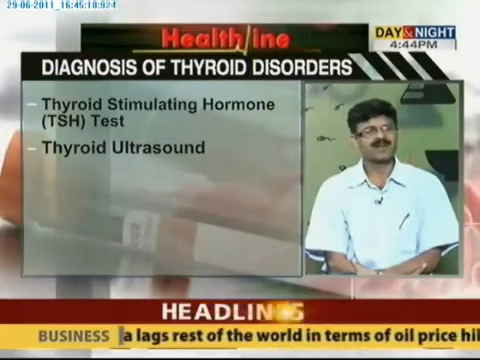 29-06-2011_16:45:18:924
Healthline
DAY&NIGHT
4:44PM
DIAGNOSIS OF THYROID DISORDERS
– Thyroid Stimulating Hormone
(TSH) Test
– Thyroid Ultrasound
HEADLINES
BUSINESS a lags rest of the world in terms of oil price hi